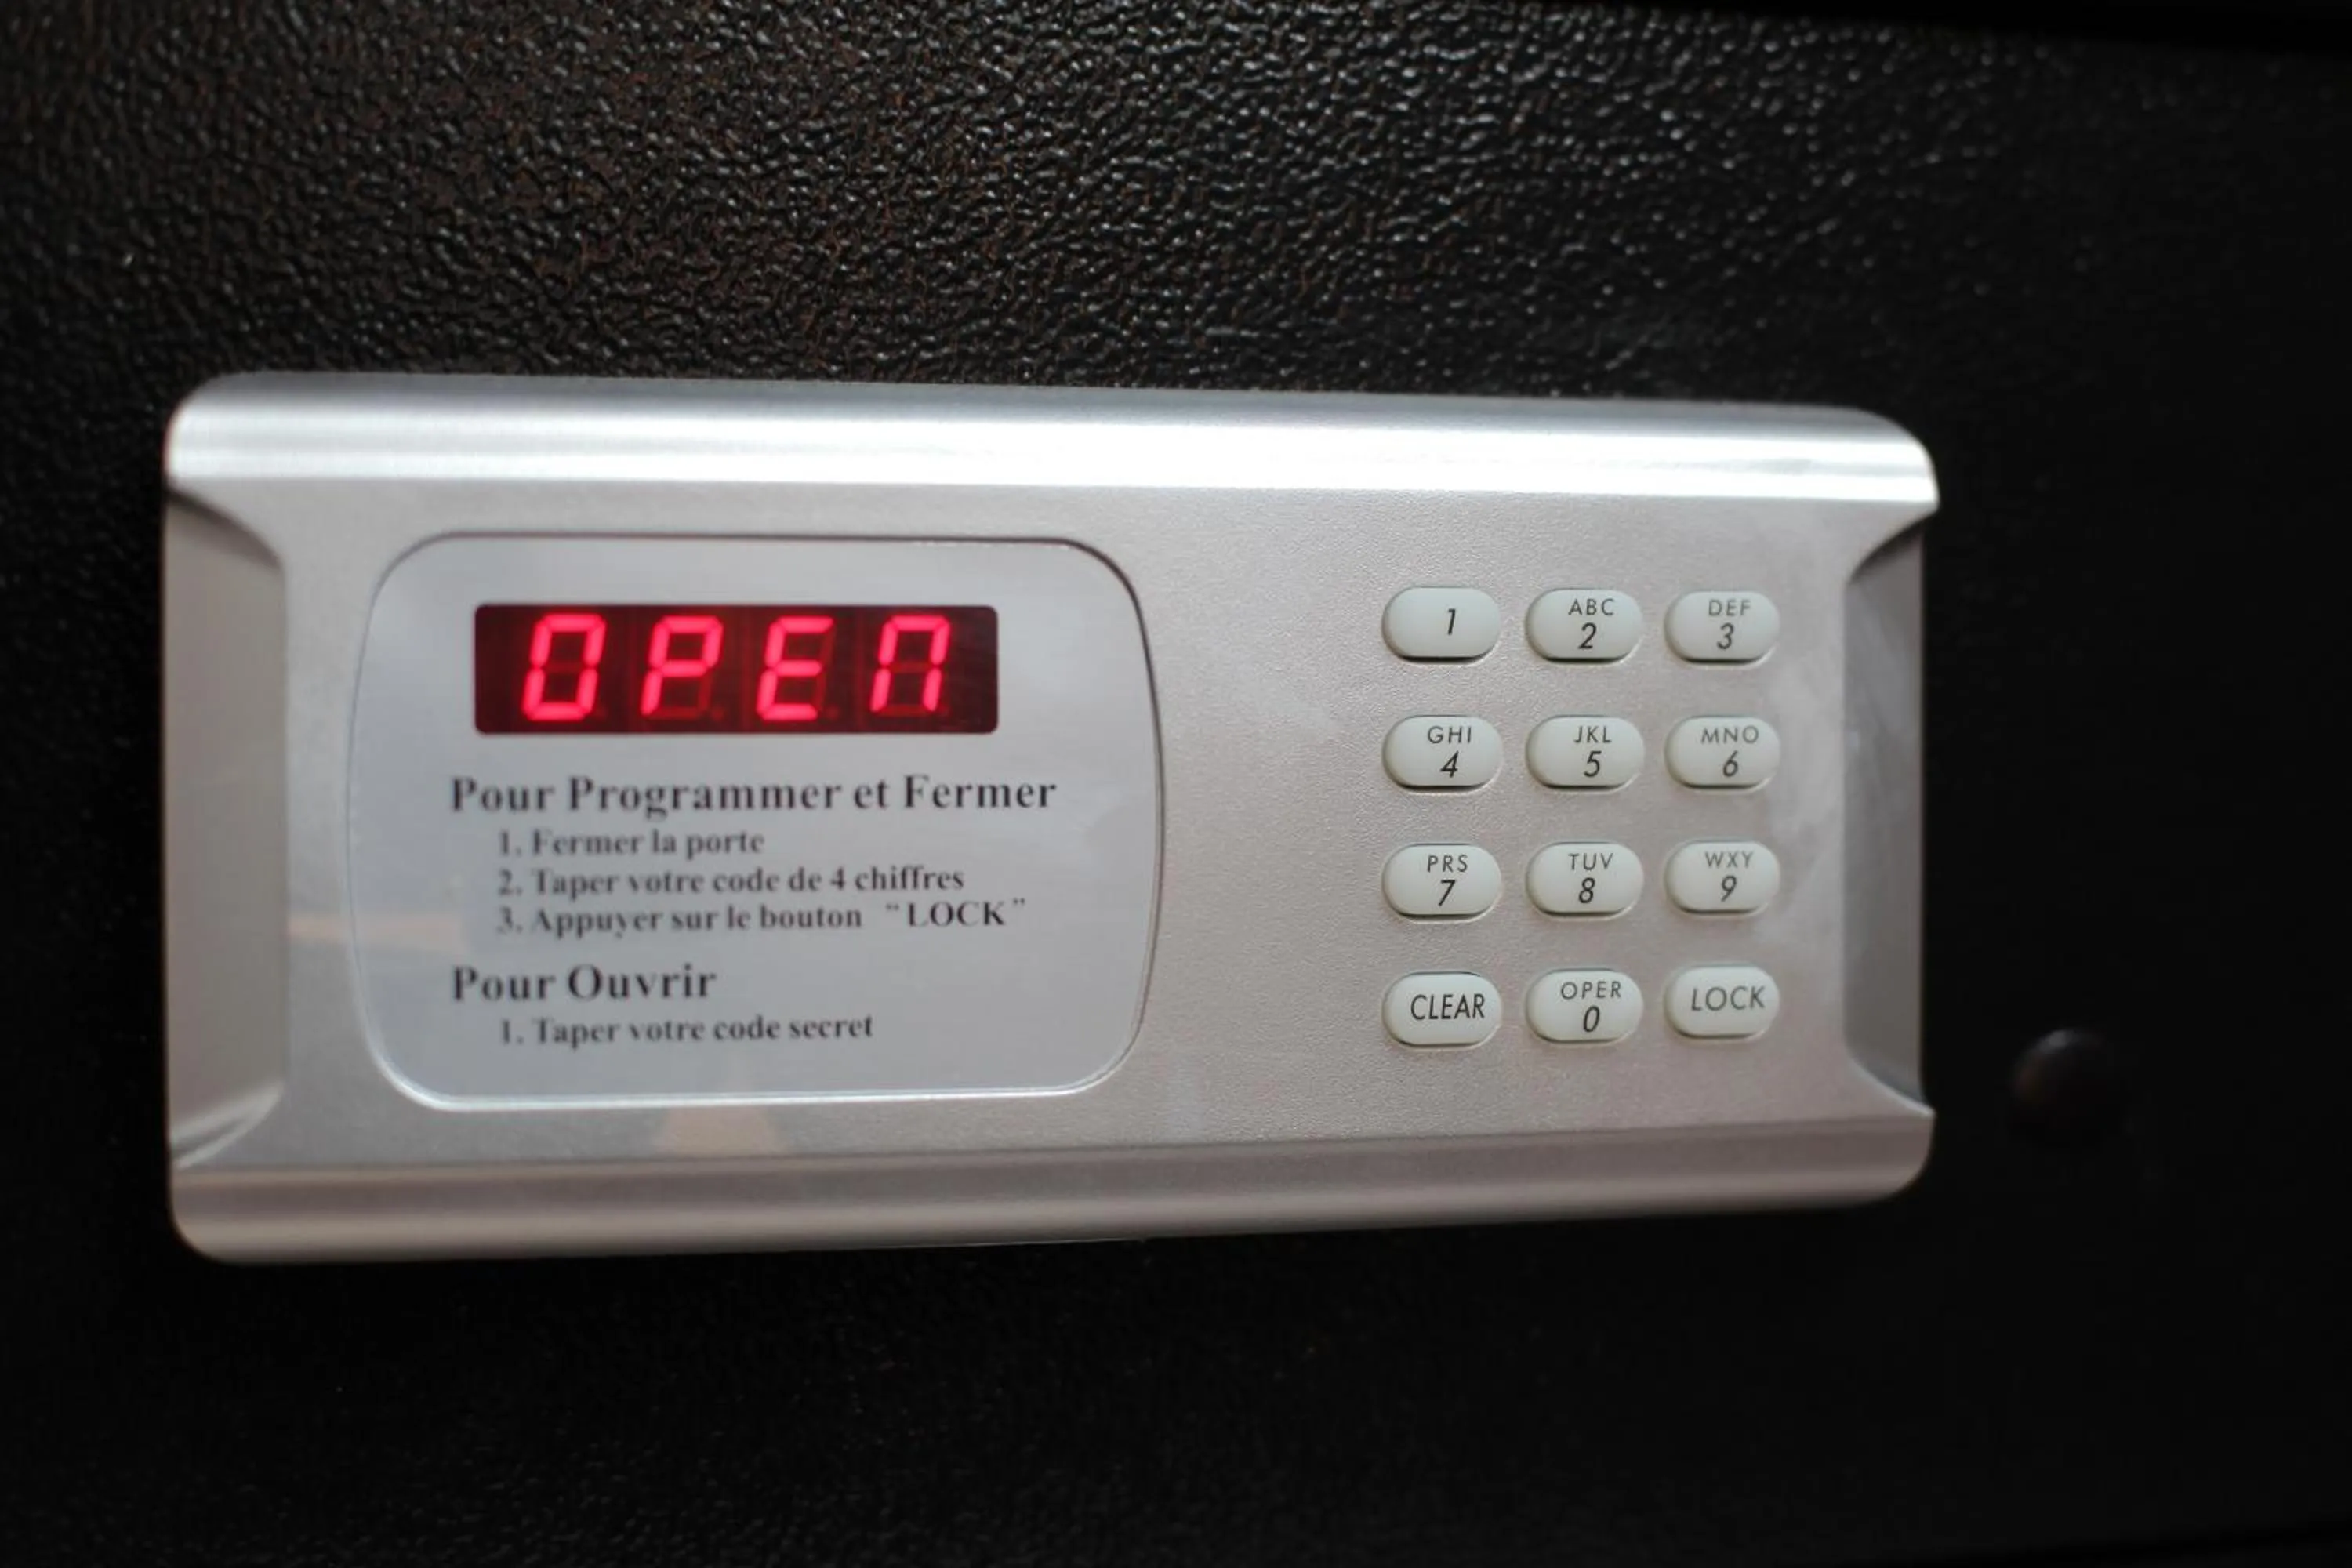 OPEN
Pour Programmer et Fermer
1. Fermer la porte
2. Taper votre code de 4 chiffres
3. Appuyer sur le bouton "LOCK"
Pour Ouvrir
1. Taper votre code secret
1
ABC
2
DEF
3
GHI
4
JKL
5
MNO
6
PRS
7
TUV
8
WXY
9
CLEAR
OPER
0
LOCK